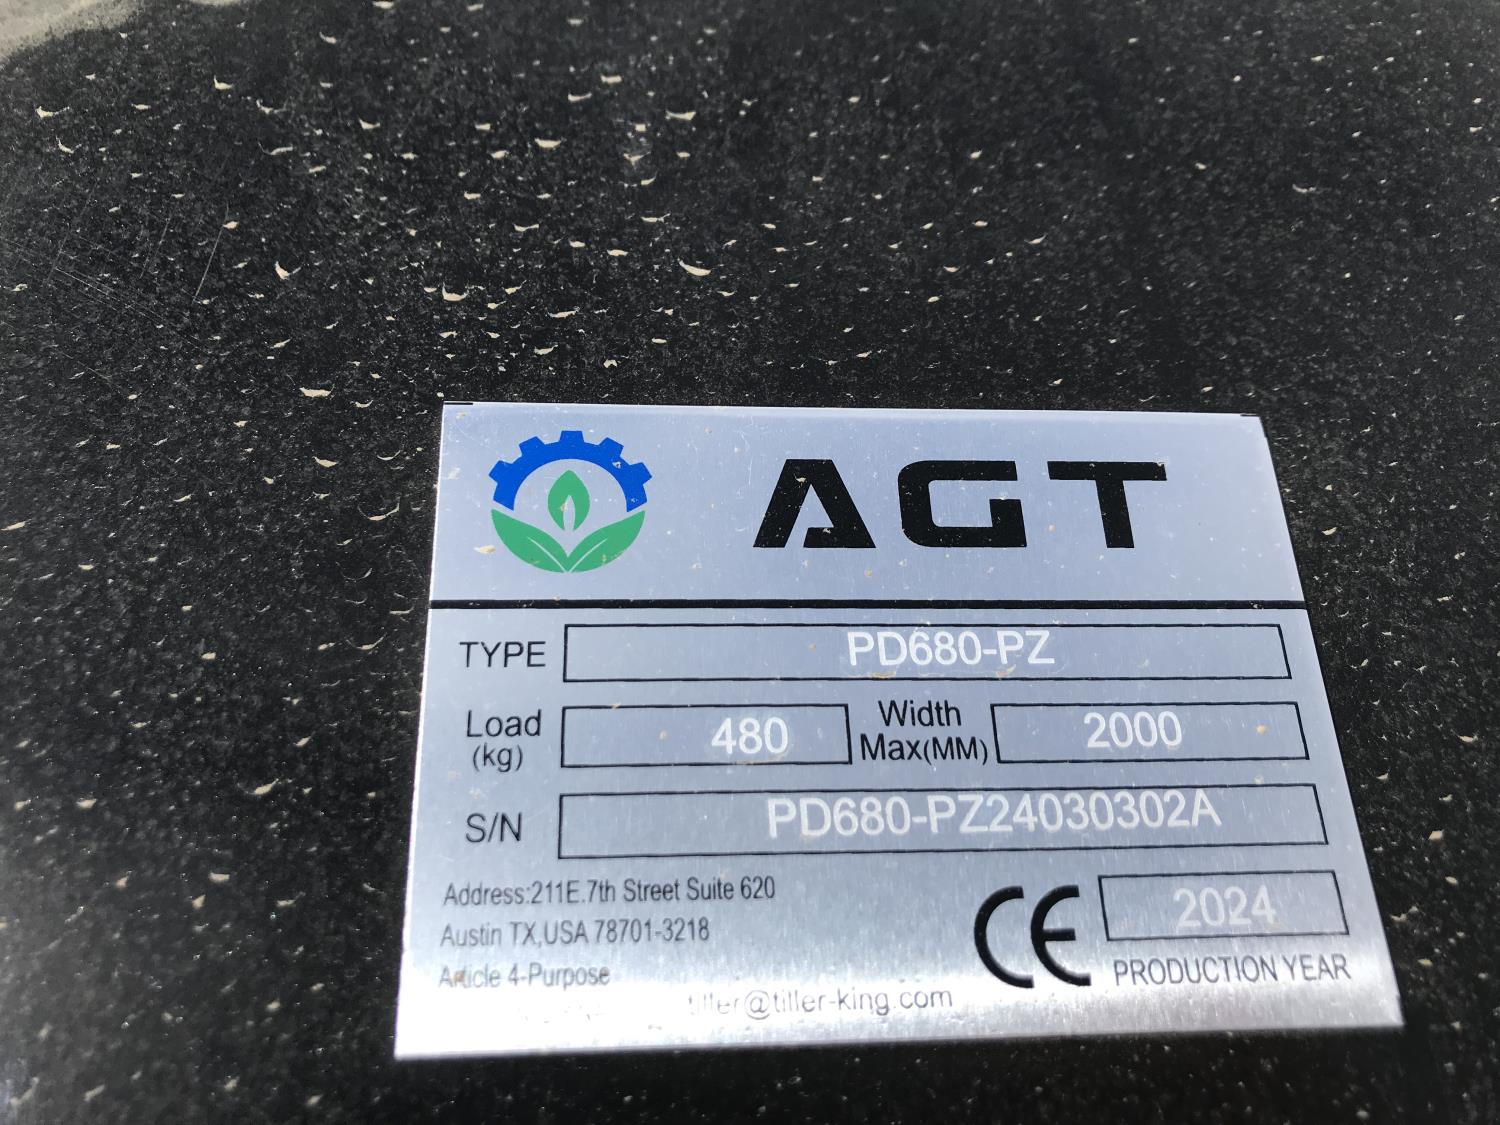 AGT
TYPE PD680-PZ
Load (kg) 480 Width Max(MM) 2000
S/N PD680-PZ24030302A
Address:211E.7th Street Suite 620
Austin TX,USA 78701-3218
Article 4-Purpose
tiller@tiller-king.com
CE 2024
PRODUCTION YEAR